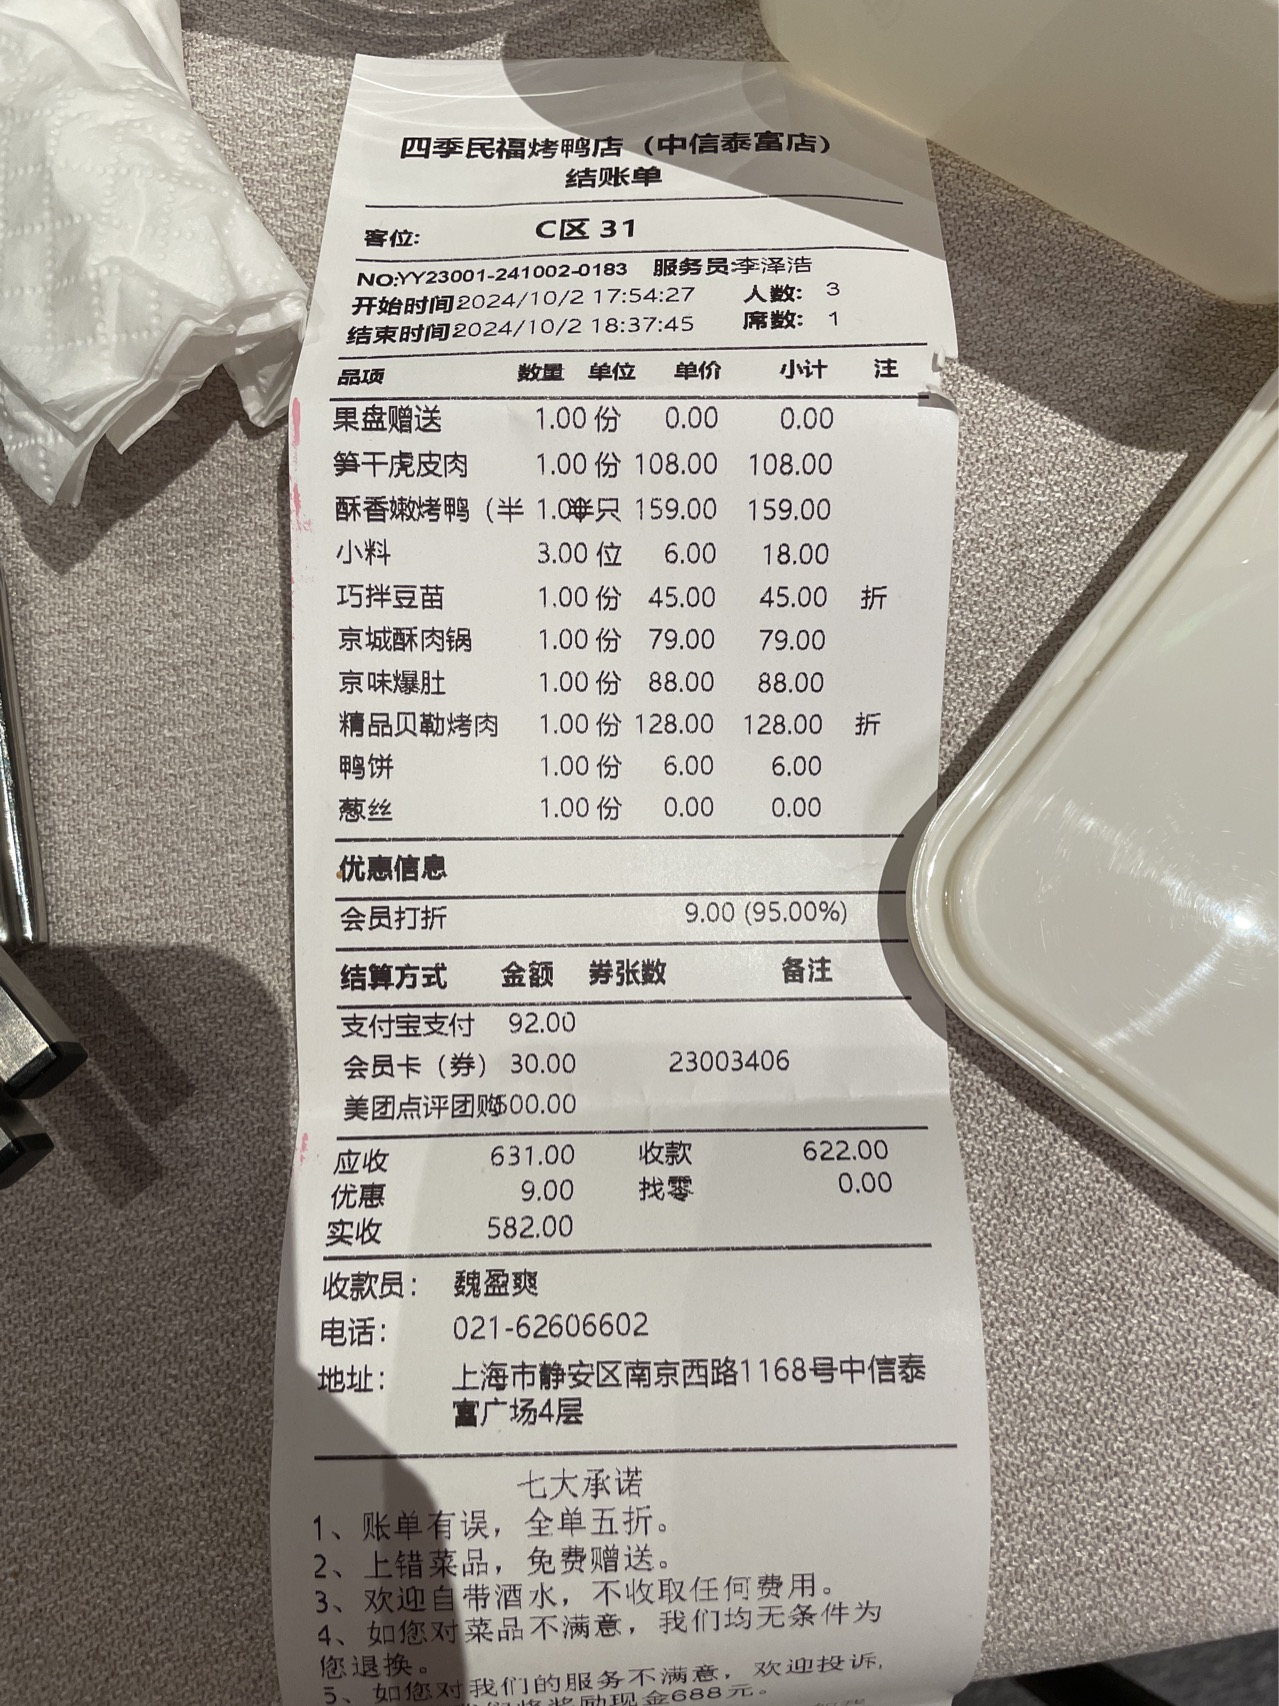 四季民福烤鸭店（中信泰富店）
结账单
客位: C区 31
NO:YY23001-241002-0183 服务员:李泽浩
开始时间2024/10/2 17:54:27 人数: 3
结束时间2024/10/2 18:37:45 席数: 1
品项 数量 单位 单价 小计 注
果盘赠送 1.00 份 0.00 0.00
笋干虎皮肉 1.00 份 108.00 108.00
酥香嫩烤鸭（半 1.00 半只 159.00 159.00
小料 3.00 位 6.00 18.00
巧拌豆苗 1.00 份 45.00 45.00 折
京城酥肉锅 1.00 份 79.00 79.00
京味爆肚 1.00 份 88.00 88.00
精品贝勒烤肉 1.00 份 128.00 128.00 折
鸭饼 1.00 份 6.00 6.00
葱丝 1.00 份 0.00 0.00
优惠信息
会员打折 9.00 (95.00%)
结算方式 金额 券张数 备注
支付宝支付 92.00
会员卡（券） 30.00 23003406
美团点评团购500.00
应收 631.00 收款 622.00
优惠 9.00 找零 0.00
实收 582.00
收款员： 魏盈爽
电话： 021-62606602
地址： 上海市静安区南京西路1168号中信泰
富广场4层
七大承诺
1、账单有误，全单五折。
2、上错菜品，免费赠送。
3、欢迎自带酒水，不收取任何费用。
4、如您对菜品不满意，我们均无条件为
您退换。
5、如您对我们的服务不满意，欢迎投诉,
我们将奖励现金688元。